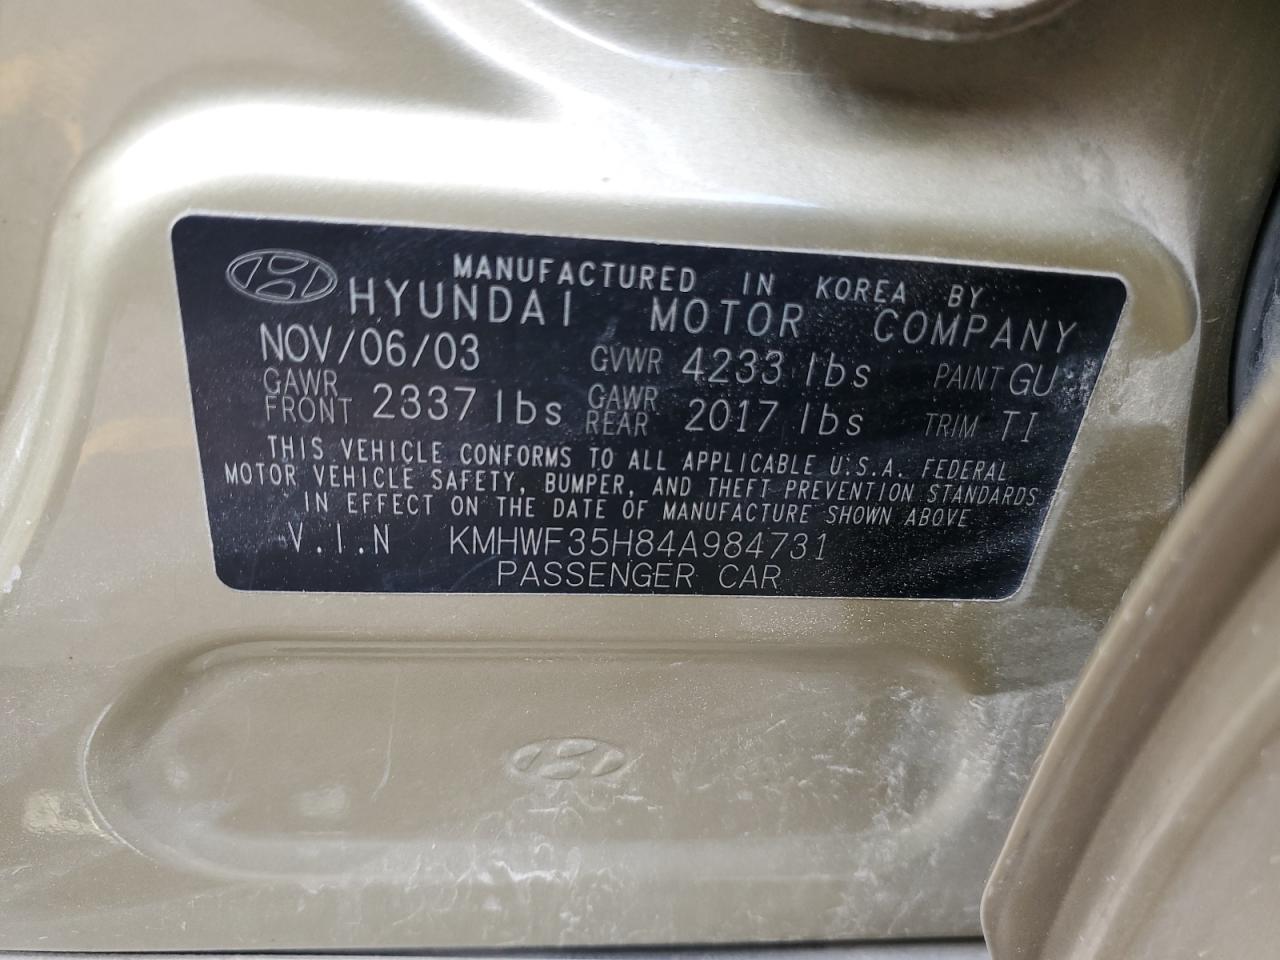 MANUFACTURED IN KOREA BY
HYUNDAI MOTOR COMPANY
NOV/06/03 GVWR 4233 lbs PAINT GU
GAWR FRONT 2337 lbs GAWR REAR 2017 lbs TRIM TI
THIS VEHICLE CONFORMS TO ALL APPLICABLE U.S.A. FEDERAL
MOTOR VEHICLE SAFETY, BUMPER, AND THEFT PREVENTION STANDARDS
IN EFFECT ON THE DATE OF MANUFACTURE SHOWN ABOVE
V.I.N KMHWF35H84A984731
PASSENGER CAR